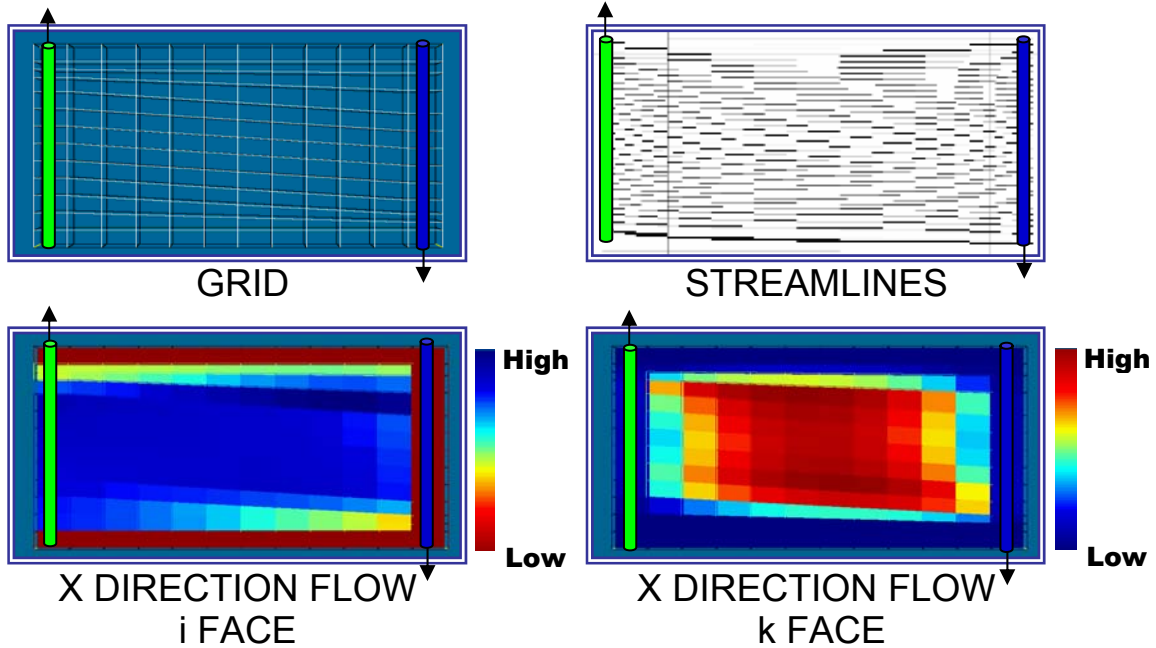 GRID
STREAMLINES
High
Low
X DIRECTION FLOW
i FACE
High
Low
X DIRECTION FLOW
k FACE